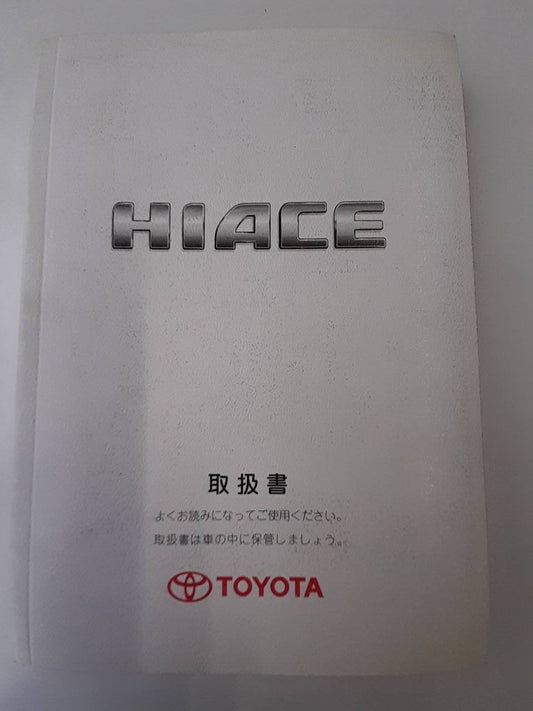 HIACE
取扱書
よくお読みになってご使用ください。
取扱書は車の中に保管しましょう。
TOYOTA